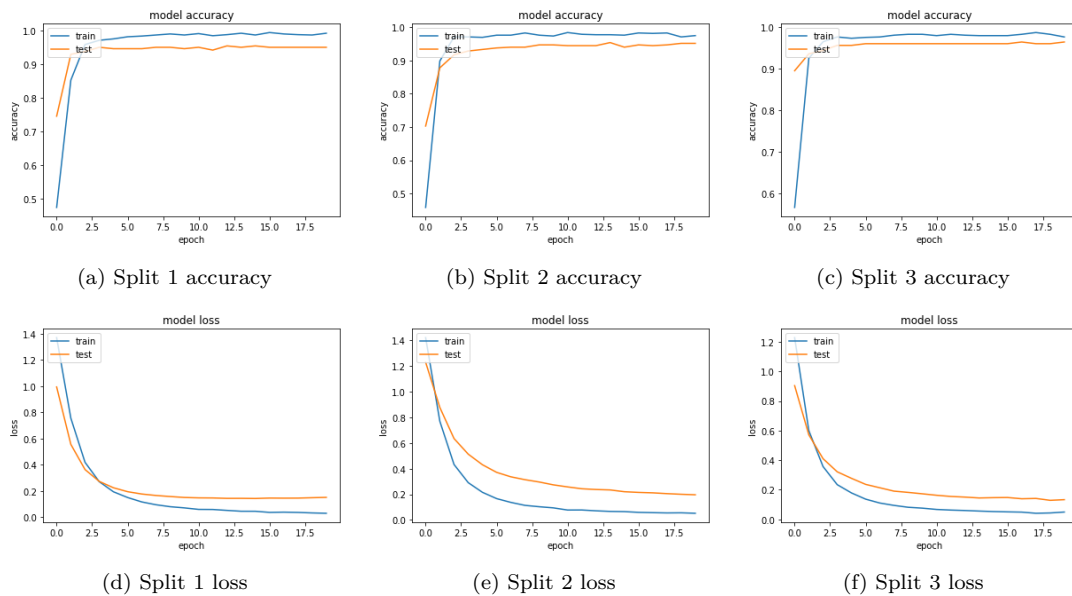 model accuracy
train
test
accuracy
1.0
0.9
0.8
0.7
0.6
0.5
0.0 2.5 5.0 7.5 10.0 12.5 15.0 17.5
epoch
(a) Split 1 accuracy
model accuracy
train
test
accuracy
1.0
0.9
0.8
0.7
0.6
0.5
0.0 2.5 5.0 7.5 10.0 12.5 15.0 17.5
epoch
(b) Split 2 accuracy
model accuracy
train
test
accuracy
1.0
0.9
0.8
0.7
0.6
0.0 2.5 5.0 7.5 10.0 12.5 15.0 17.5
epoch
(c) Split 3 accuracy
model loss
train
test
loss
1.4
1.2
1.0
0.8
0.6
0.4
0.2
0.0
0.0 2.5 5.0 7.5 10.0 12.5 15.0 17.5
epoch
(d) Split 1 loss
model loss
train
test
loss
1.4
1.2
1.0
0.8
0.6
0.4
0.2
0.0
0.0 2.5 5.0 7.5 10.0 12.5 15.0 17.5
epoch
(e) Split 2 loss
model loss
train
test
loss
1.2
1.0
0.8
0.6
0.4
0.2
0.0
0.0 2.5 5.0 7.5 10.0 12.5 15.0 17.5
epoch
(f) Split 3 loss